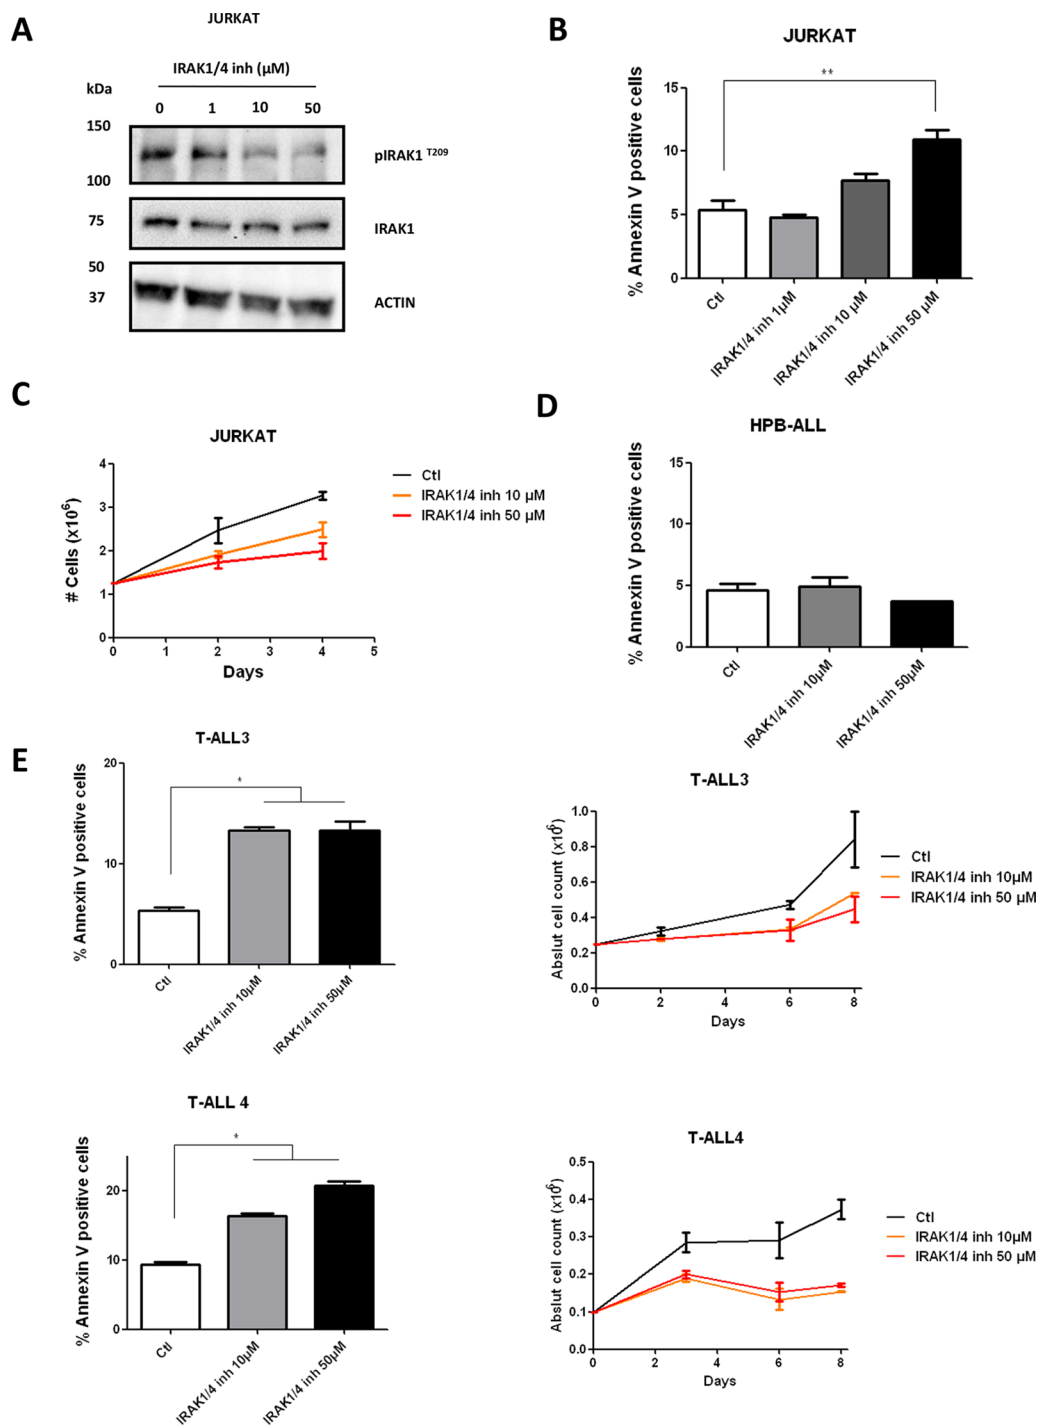 A
JURKAT
IRAK1/4 inh (µM)
kDa
0 1 10 50
150
100
pIRAK1 T209
75
IRAK1
50
37
ACTIN
B
JURKAT
**
% Annexin V positive cells
15
10
5
0
Ctl
IRAK1/4 inh 1µM
IRAK1/4 inh 10 µM
IRAK1/4 inh 50 µM
C
JURKAT
# Cells (x10⁶)
4
3
2
1
0
0 1 2 3 4 5
Days
Ctl
IRAK1/4 inh 10 µM
IRAK1/4 inh 50 µM
D
HPB-ALL
% Annexin V positive cells
15
10
5
0
Ctl
IRAK1/4 inh 10µM
IRAK1/4 inh 50µM
E
T-ALL3
*
% Annexin V positive cells
20
10
0
Ctl
IRAK1/4 inh 10µM
IRAK1/4 inh 50µM
T-ALL3
Abslut cell count (x10⁶)
1.0
0.8
0.6
0.4
0.2
0.0
0 2 4 6 8
Days
Ctl
IRAK1/4 inh 10µM
IRAK1/4 inh 50 µM
T-ALL 4
*
% Annexin V positive cells
20
10
0
Ctl
IRAK1/4 inh 10µM
IRAK1/4 inh 50µM
T-ALL4
Abslut cell count (x10⁶)
0.5
0.4
0.3
0.2
0.1
0.0
0 2 4 6 8
Days
Ctl
IRAK1/4 inh 10µM
IRAK1/4 inh 50 µM